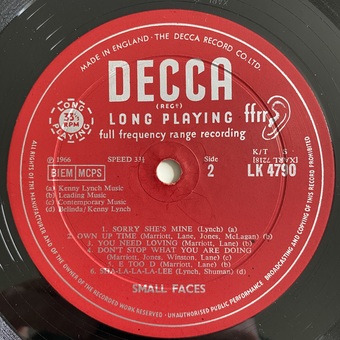 MADE IN ENGLAND · THE DECCA RECORD CO. LTD.
DECCA
(REGᴰ)
LONG PLAYING ffrr
full frequency range recording
LONG PLAYING
33⅓
RPM
K/T
℗ 1966
SPEED 33⅓
Side
2
LK 4790
BIEM MCPS
(a) Kenny Lynch Music
(b) Leading Music
(c) Contemporary Music
(d) Belinda/Kenny Lynch
1. SORRY SHE'S MINE (Lynch) (a)
2. OWN UP TIME (Marriott, Lane, Jones, McLagan) (b)
3. YOU NEED LOVING (Marriott, Lane) (b)
4. DON'T STOP WHAT YOU ARE DOING
(Marriott, Jones, Winston, Lane) (c)
5. E TOO D (Marriott, Lane) (b)
6. SHA-LA-LA-LA-LEE (Lynch, Shuman) (d)
SMALL FACES
ALL RIGHTS OF THE MANUFACTURER AND OF THE OWNER OF THE RECORDED WORK RESERVED · UNAUTHORISED PUBLIC PERFORMANCE BROADCASTING AND COPYING OF THIS RECORD PROHIBITED